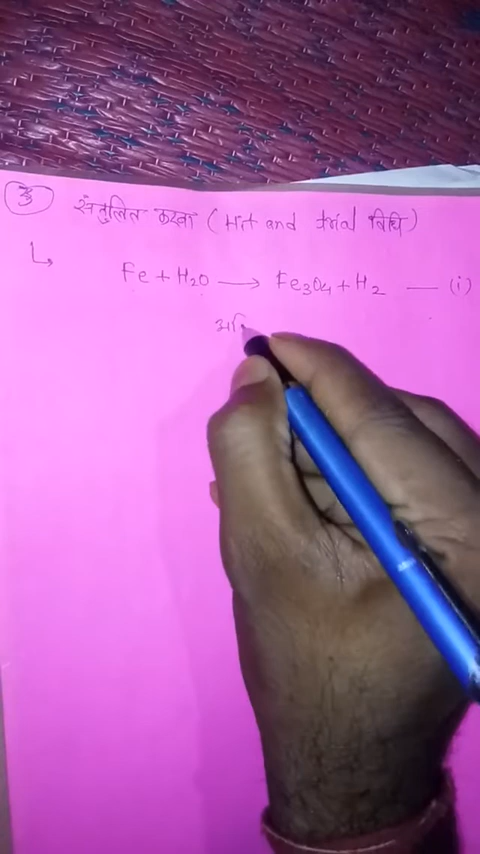 3 संतुलित करना (Hit and trial विधि)
Fe + H2O → Fe3O4 + H2 — (i)
अि